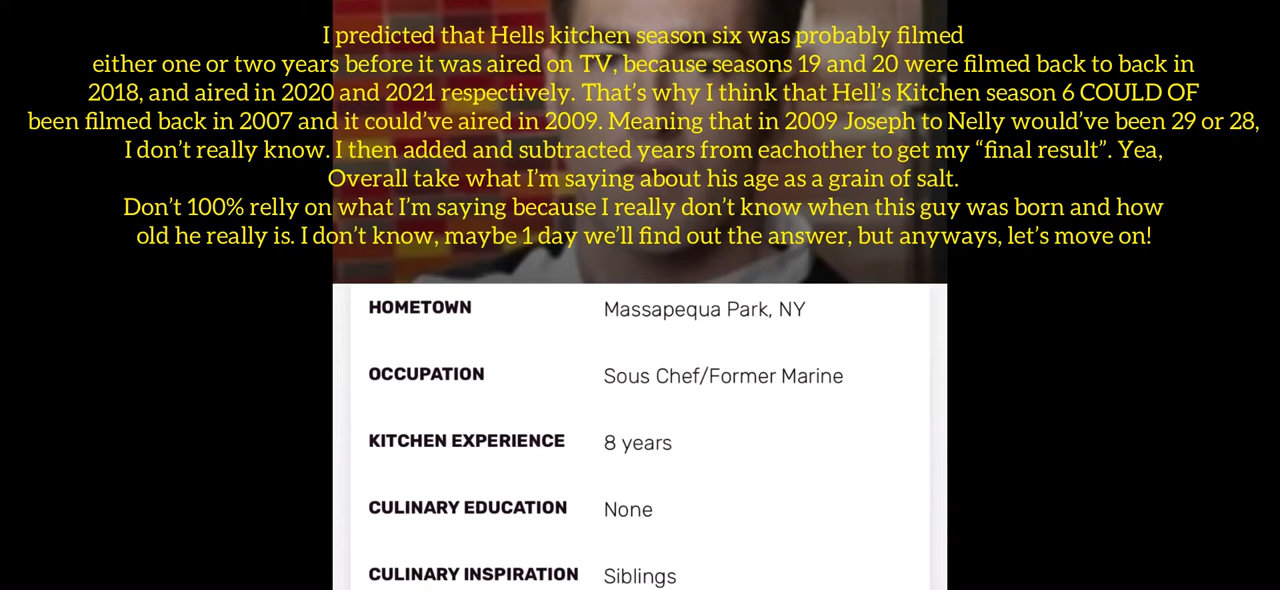 I predicted that Hells kitchen season six was probably filmed
either one or two years before it was aired on TV, because seasons 19 and 20 were filmed back to back in
2018, and aired in 2020 and 2021 respectively. That's why I think that Hell's Kitchen season 6 COULD OF
been filmed back in 2007 and it could've aired in 2009. Meaning that in 2009 Joseph to Nelly would've been 29 or 28,
I don't really know. I then added and subtracted years from eachother to get my “final result”. Yea,
Overall take what I'm saying about his age as a grain of salt.
Don't 100% relly on what I'm saying because I really don't know when this guy was born and how
old he really is. I don't know, maybe 1 day we'll find out the answer, but anyways, let's move on!
HOMETOWN Massapequa Park, NY
OCCUPATION Sous Chef/Former Marine
KITCHEN EXPERIENCE 8 years
CULINARY EDUCATION None
CULINARY INSPIRATION Siblings